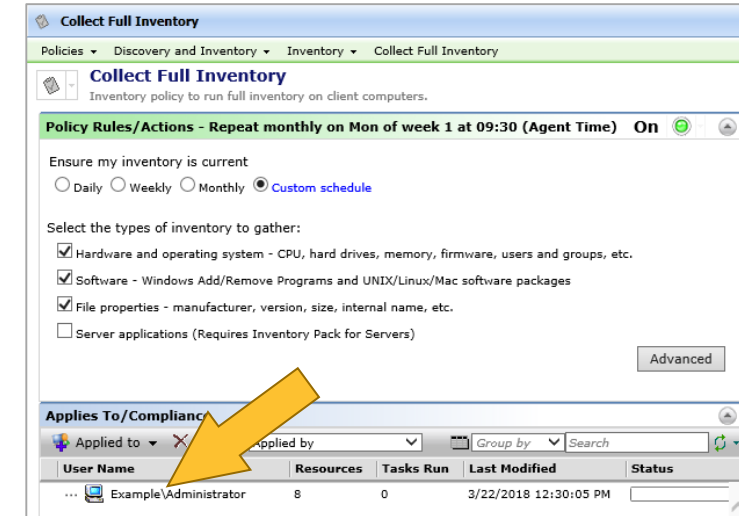 Collect Full Inventory
Policies Discovery and Inventory Inventory Collect Full Inventory
Collect Full Inventory
Inventory policy to run full inventory on client computers.
Policy Rules/Actions - Repeat monthly on Mon of week 1 at 09:30 (Agent Time) On
Ensure my inventory is current
Daily Weekly Monthly Custom schedule
Select the types of inventory to gather:
Hardware and operating system - CPU, hard drives, memory, firmware, users and groups, etc.
Software - Windows Add/Remove Programs and UNIX/Linux/Mac software packages
File properties - manufacturer, version, size, internal name, etc.
Server applications (Requires Inventory Pack for Servers)
Advanced
Applies To/Compliance
Applied to Applied by Group by Search
User Name Resources Tasks Run Last Modified Status
... Example\Administrator 8 0 3/22/2018 12:30:05 PM